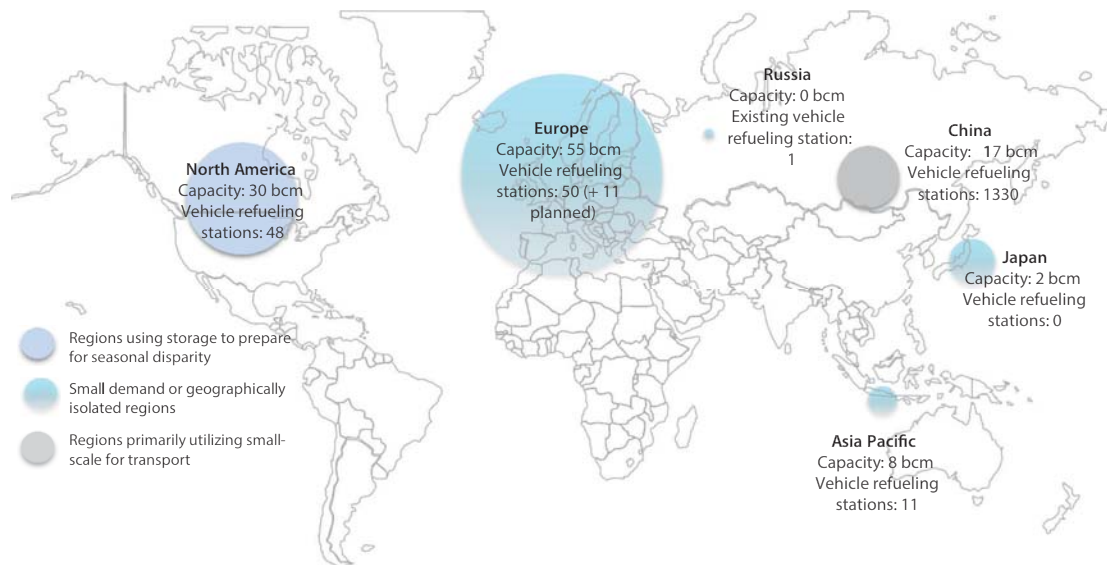 Russia
Capacity: 0 bcm
Existing vehicle
refueling station:
1
Europe
Capacity: 55 bcm
Vehicle refueling
stations: 50 (+ 11
planned)
China
Capacity: 17 bcm
Vehicle refueling
stations: 1330
North America
Capacity: 30 bcm
Vehicle refueling
stations: 48
Japan
Capacity: 2 bcm
Vehicle refueling
stations: 0
Regions using storage to prepare
for seasonal disparity
Small demand or geographically
isolated regions
Regions primarily utilizing small-
scale for transport
Asia Pacific
Capacity: 8 bcm
Vehicle refueling
stations: 11